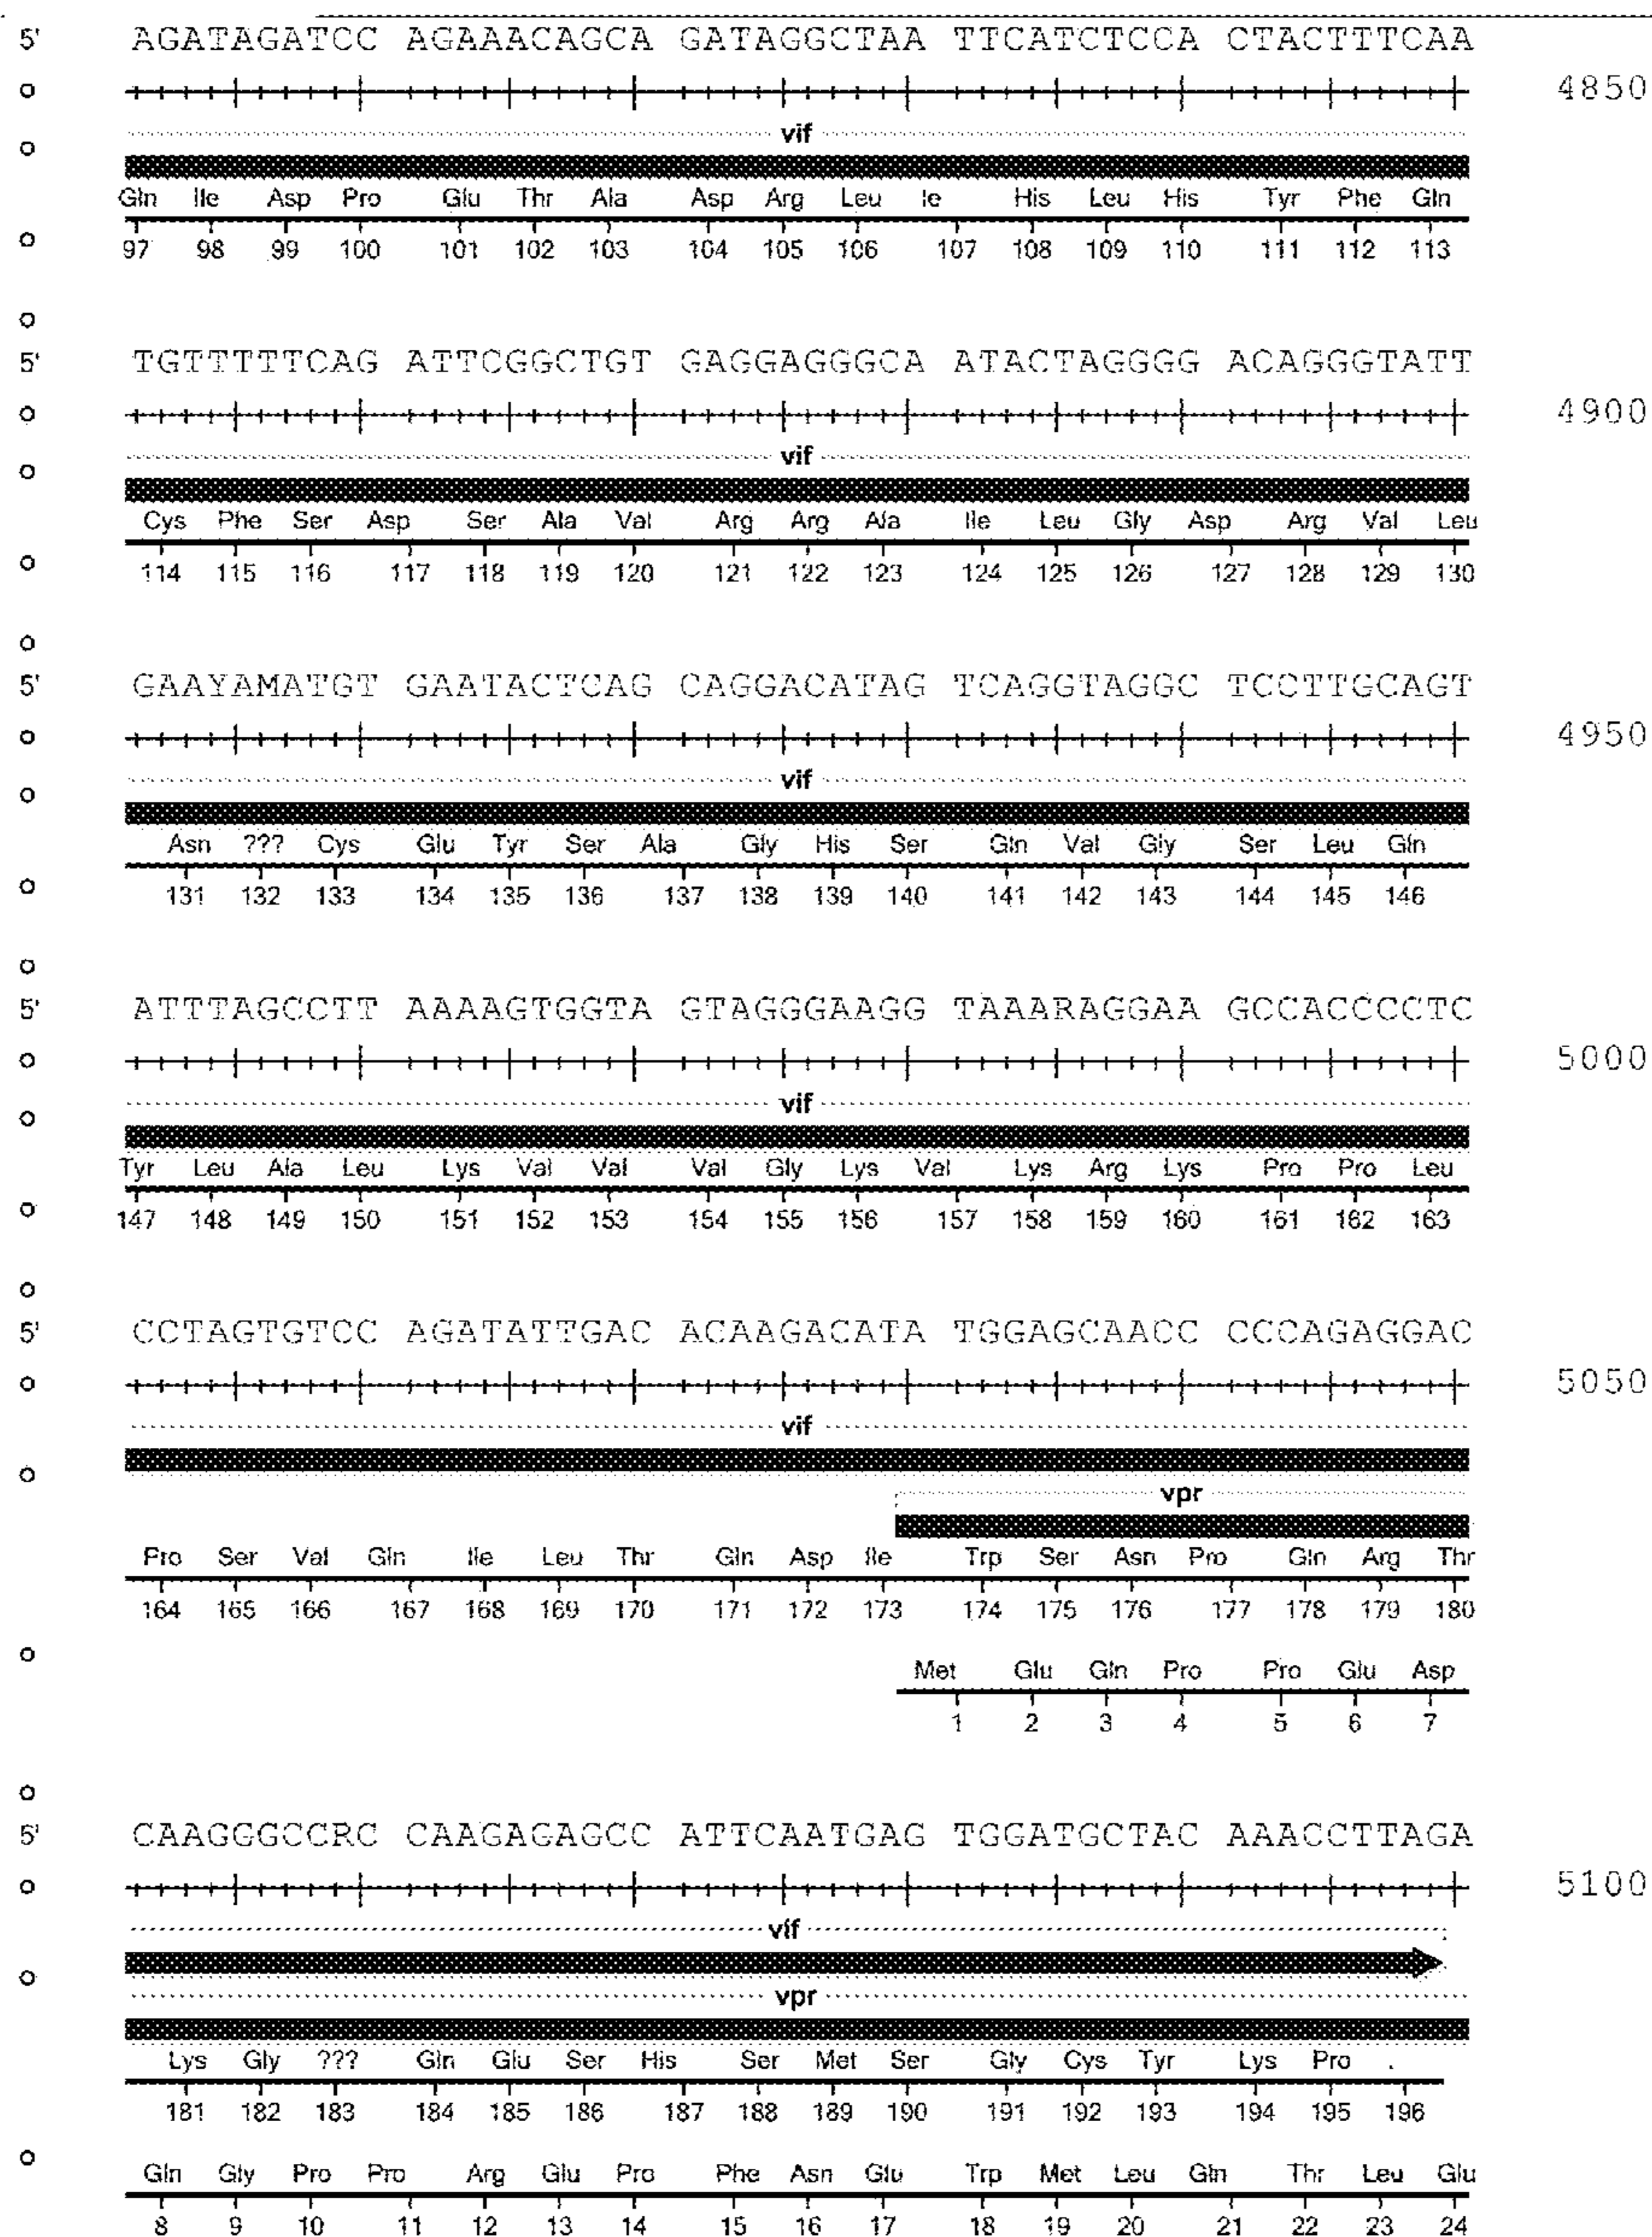 5' AGATAGATCC AGAAACAGCA GATAGGCTAA TTCATCTCCA CTACTTTCAA
4850
vif
Gln Ile Asp Pro Glu Thr Ala Asp Arg Leu Ie His Leu His Tyr Phe Gln
97 98 99 100 101 102 103 104 105 106 107 108 109 110 111 112 113
5' TGTTTTTCAG ATTCGGCTGT GAGGAGGGCA ATACTAGGGG ACAGGGTATT
4900
vif
Cys Phe Ser Asp Ser Ala Val Arg Arg Ala Ile Leu Gly Asp Arg Val Leu
114 115 116 117 118 119 120 121 122 123 124 125 126 127 128 129 130
5' GAAYAMATGT GAATACTCAG CAGGACATAG TCAGGTAGGC TCCTTGCAGT
4950
vif
Asn ??? Cys Glu Tyr Ser Ala Gly His Ser Gln Val Gly Ser Leu Gln
131 132 133 134 135 136 137 138 139 140 141 142 143 144 145 146
5' ATTTAGCCTT AAAAGTGGTA GTAGGGAAGG TAAARAGGAA GCCACCCCTC
5000
vif
Tyr Leu Ala Leu Lys Val Val Val Gly Lys Val Lys Arg Lys Pro Pro Leu
147 148 149 150 151 152 153 154 155 156 157 158 159 160 161 162 163
5' CCTAGTGTCC AGATATTGAC ACAAGACATA TGGAGCAACC CCCAGAGGAC
5050
vif
vpr
Pro Ser Val Gln Ile Leu Thr Gln Asp Ile Trp Ser Asn Pro Gln Arg Thr
164 165 166 167 168 169 170 171 172 173 174 175 176 177 178 179 180
Met Glu Gln Pro Pro Glu Asp
1 2 3 4 5 6 7
5' CAAGGGCCRC CAAGAGAGCC ATTCAATGAG TGGATGCTAC AAACCTTAGA
5100
vif
vpr
Lys Gly ??? Gln Glu Ser His Ser Met Ser Gly Cys Tyr Lys Pro .
181 182 183 184 185 186 187 188 189 190 191 192 193 194 195 196
Gln Gly Pro Pro Arg Glu Pro Phe Asn Glu Trp Met Leu Gln Thr Leu Glu
8 9 10 11 12 13 14 15 16 17 18 19 20 21 22 23 24